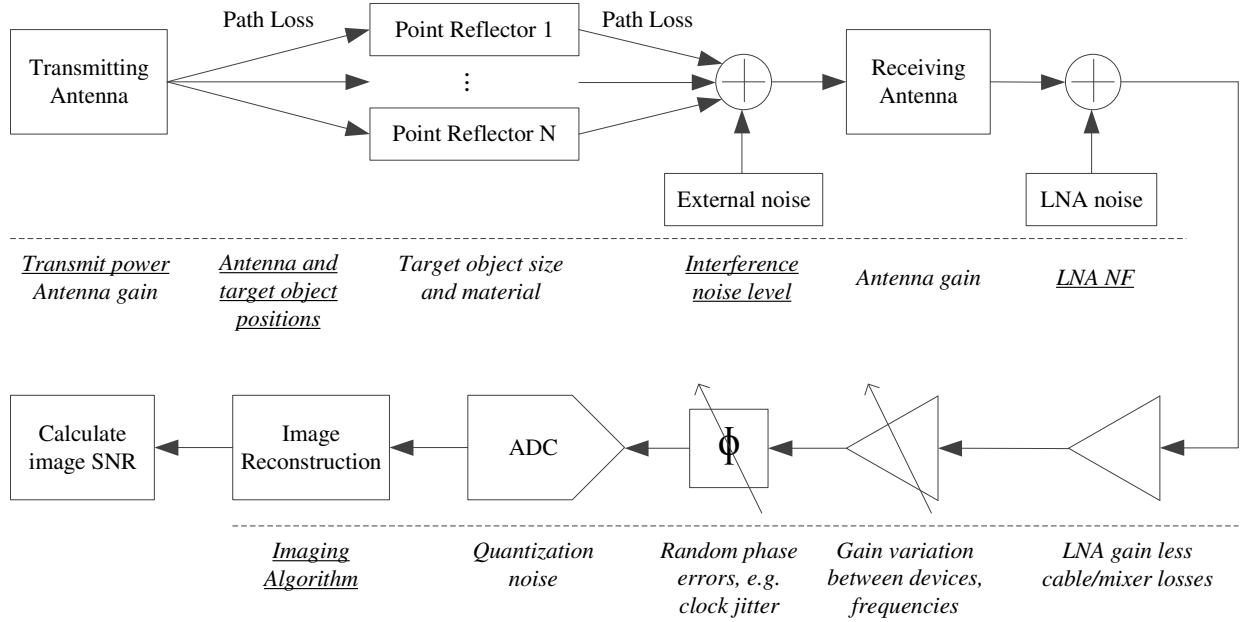 Path Loss
Path Loss
Transmitting
Antenna
Point Reflector 1
⋮
Point Reflector N
Receiving
Antenna
External noise
LNA noise
Transmit power
Antenna gain
Antenna and
target object
positions
Target object size
and material
Interference
noise level
Antenna gain
LNA NF
Calculate
image SNR
Image
Reconstruction
ADC
ϕ
Imaging
Algorithm
Quantization
noise
Random phase
errors, e.g.
clock jitter
Gain variation
between devices,
frequencies
LNA gain less
cable/mixer losses